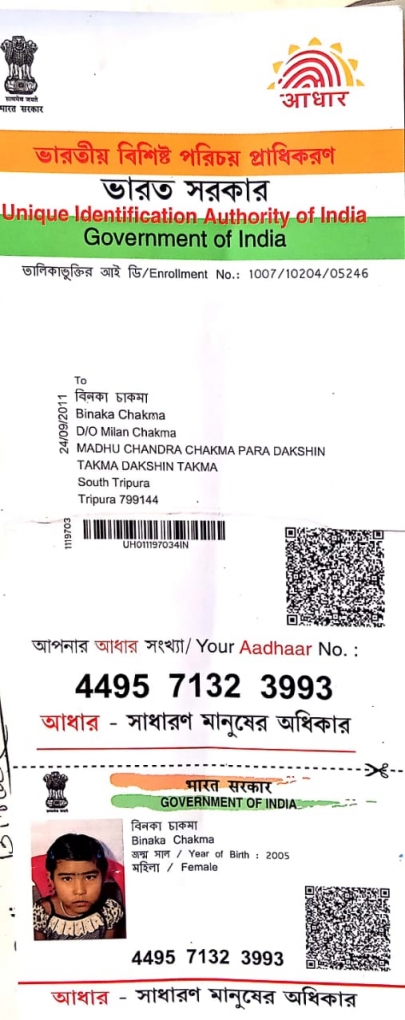 सत्यमेव जयते
भारत सरकार
आधार
ভারতীয় বিশিষ্ট পরিচয় প্রাধিকরণ
ভারত সরকার
Unique Identification Authority of India
Government of India
তালিকাভুক্তির আই ডি/Enrollment No.: 1007/10204/05246
24/09/2011
To
বিনকা চাকমা
Binaka Chakma
D/O Milan Chakma
MADHU CHANDRA CHAKMA PARA DAKSHIN
TAKMA DAKSHIN TAKMA
South Tripura
Tripura 799144
1119703
UH011197034IN
আপনার আধার সংখ্যা/ Your Aadhaar No. :
4495 7132 3993
আধার - সাধারণ মানুষের অধিকার
भारत सरकार
GOVERNMENT OF INDIA
বিনকা চাকমা
Binaka Chakma
জন্ম সাল / Year of Birth : 2005
মহিলা / Female
4495 7132 3993
আধার - সাধারণ মানুষের অধিকার